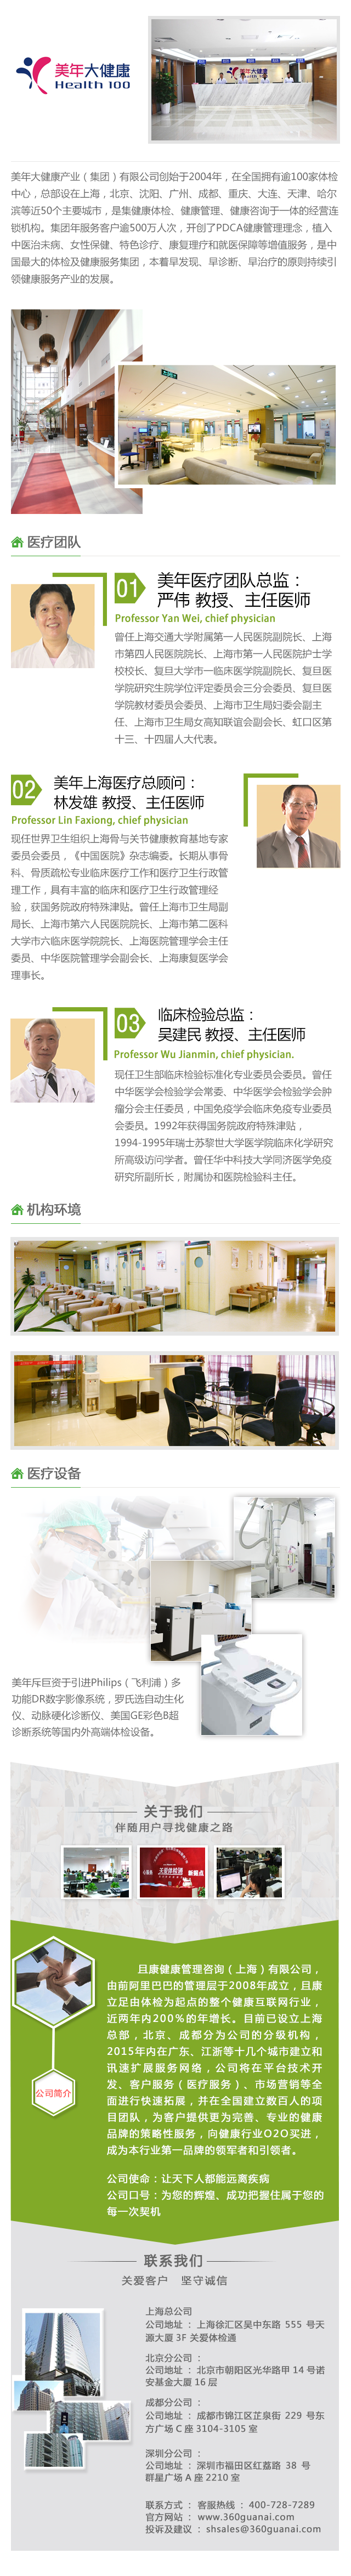 美年大健康
Health 100
美年大健康
美年大健康产业（集团）有限公司创始于2004年，在全国拥有逾100家体检
中心，总部设在上海，北京、沈阳、广州、成都、重庆、大连、天津、哈尔
滨等近50个主要城市，是集健康体检、健康管理、健康咨询于一体的经营连
锁机构。集团年服务客户逾500万人次，开创了PDCA健康管理理念，植入
中医治未病、女性保健、特色诊疗、康复理疗和就医保障等增值服务，是中
国最大的体检及健康服务集团，本着早发现、早诊断、早治疗的原则持续引
领健康服务产业的发展。
医疗团队
01
美年医疗团队总监：
严伟 教授、主任医师
Professor Yan Wei, chief physician
曾任上海交通大学附属第一人民医院副院长、上海
市第四人民医院院长、上海市第一人民医院护士学
校校长、复旦大学市一临床医学院副院长、复旦医
学院研究生院学位评定委员会三分会委员、复旦医
学院教材委员会委员、上海市卫生局妇委会副主
任、上海市卫生局女高知联谊会副会长、虹口区第
十三、十四届人大代表。
02
美年上海医疗总顾问：
林发雄 教授、主任医师
Professor Lin Faxiong, chief physician
现任世界卫生组织上海骨与关节健康教育基地专家
委员会委员，《中国医院》杂志编委。长期从事骨
科、骨质疏松专业临床医疗工作和医疗卫生行政管
理工作，具有丰富的临床和医疗卫生行政管理经
验，获国务院政府特殊津贴。曾任上海市卫生局副
局长、上海市第六人民医院院长、上海市第二医科
大学市六临床医学院院长、上海医院管理学会主任
委员、中华医院管理学会副会长、上海康复医学会
理事长。
03
临床检验总监：
吴建民 教授、主任医师
Professor Wu Jianmin, chief physician.
现任卫生部临床检验标准化专业委员会委员。曾任
中华医学会检验学会常委、中华医学会检验学会肿
瘤分会主任委员，中国免疫学会临床免疫专业委员
会委员。1992年获得国务院政府特殊津贴，
1994-1995年瑞士苏黎世大学医学院临床化学研究
所高级访问学者。曾任华中科技大学同济医学免疫
研究所副所长，附属协和医院检验科主任。
机构环境
医疗设备
美年斥巨资于引进Philips（飞利浦）多
功能DR数字影像系统，罗氏选自动生化
仪、动脉硬化诊断仪、美国GE彩色B超
诊断系统等国内外高端体检设备。
关于我们
伴随用户寻找健康之路
且康健康管理咨询（上海）有限公司，
由前阿里巴巴的管理层于2008年成立，且康
立足由体检为起点的整个健康互联网行业，
近两年内200％的年增长。目前已设立上海
总部，北京、成都分为公司的分级机构，
2015年内在广东、江浙等十几个城市建立和
讯速扩展服务网络，公司将在平台技术开
发、客户服务（医疗服务）、市场营销等全
面进行快速拓展，并在全国建立数百人的项
目团队，为客户提供更为完善、专业的健康
品牌的策略性服务，向健康行业O2O买进，
成为本行业第一品牌的领军者和引领者。
公司简介
公司使命：让天下人都能远离疾病
公司口号：为您的辉煌、成功把握住属于您的
每一次契机
联系我们
关爱客户 坚守诚信
上海总公司
公司地址 ：上海徐汇区吴中东路 555 号天
源大厦 3F 关爱体检通
北京分公司 ：
公司地址 ：北京市朝阳区光华路甲 14 号诺
安基金大厦 16 层
成都分公司 ：
公司地址 ：成都市锦江区芷泉街 229 号东
方广场 C 座 3104-3105 室
深圳分公司 ：
公司地址 ：深圳市福田区红荔路 38 号
群星广场 A 座 2210 室
联系方式 ：客服热线 ：400-728-7289
官方网站 ：www.360guanai.com
投诉及建议 ：shsales@360guanai.com